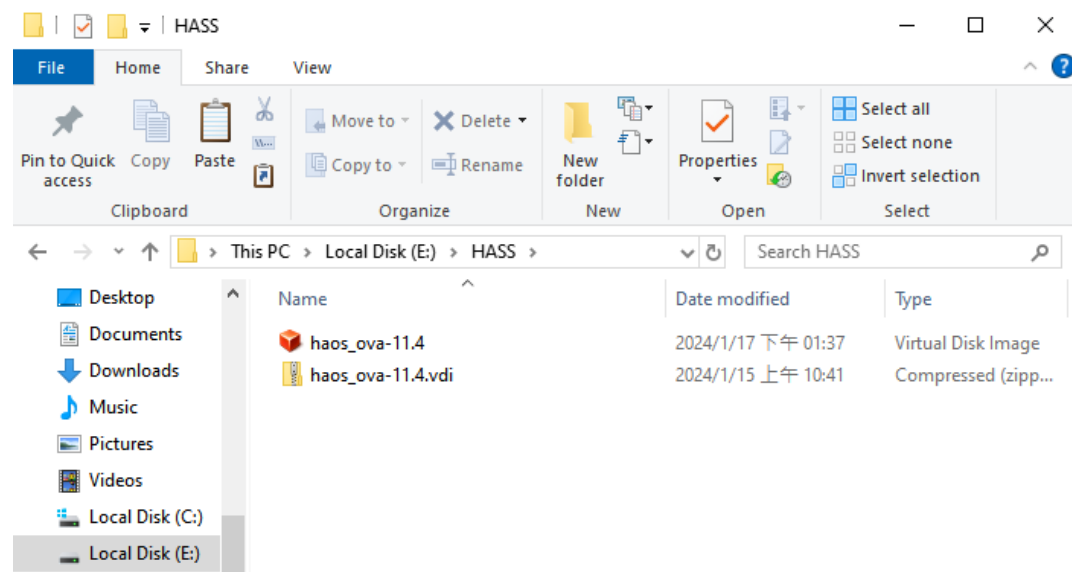 HASS
File Home Share View
Pin to Quick access
Copy
Paste
Move to
Copy to
Delete
Rename
New folder
Properties
Select all
Select none
Invert selection
Clipboard Organize New Open Select
This PC > Local Disk (E:) > HASS >
Search HASS
Desktop
Documents
Downloads
Music
Pictures
Videos
Local Disk (C:)
Local Disk (E:)
Name Date modified Type
haos_ova-11.4 2024/1/17 下午 01:37 Virtual Disk Image
haos_ova-11.4.vdi 2024/1/15 上午 10:41 Compressed (zipp...